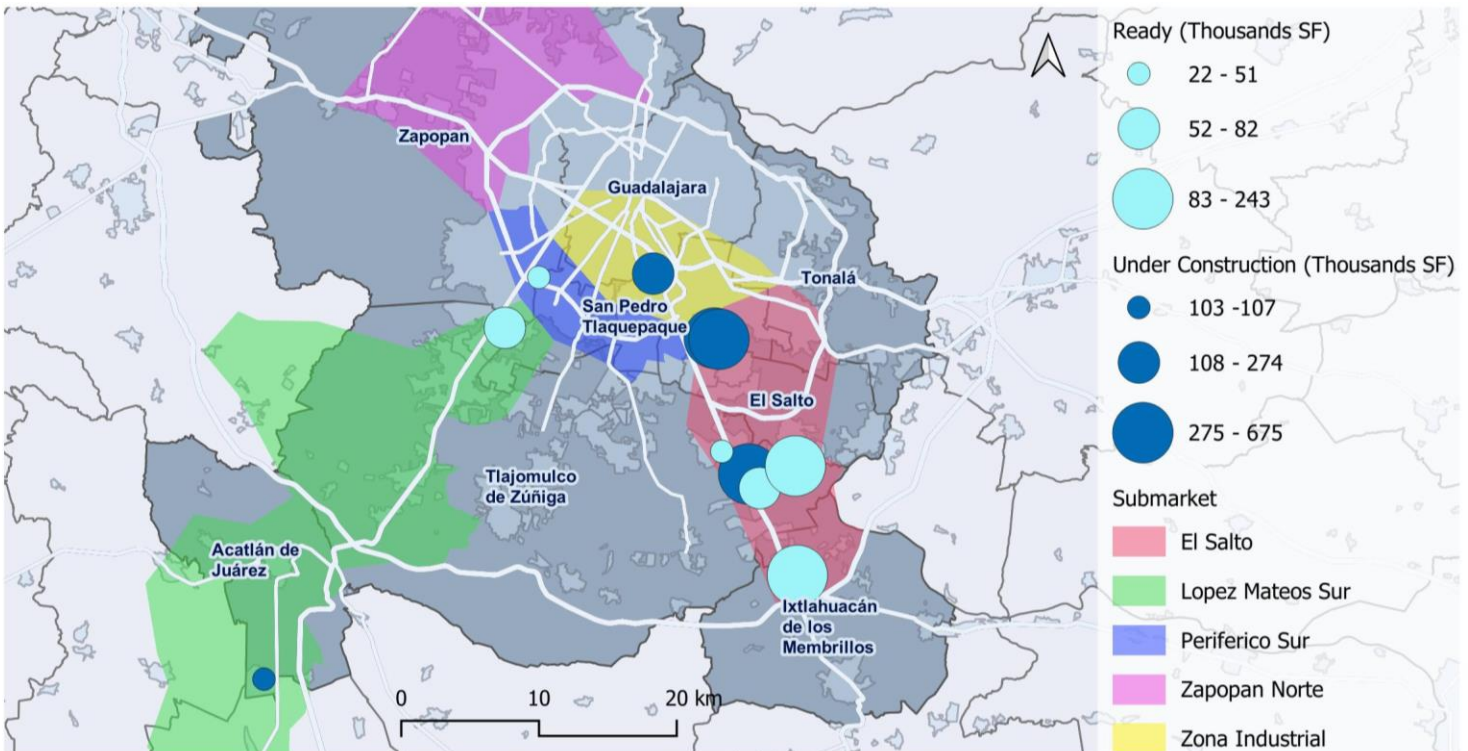 Zapopan
Guadalajara
Tonalá
San Pedro
Tlaquepaque
El Salto
Tlajomulco
de Zúñiga
Acatlán de
Juárez
Ixtlahuacán
de los
Membrillos
0 10 20 km
Ready (Thousands SF)
22 - 51
52 - 82
83 - 243
Under Construction (Thousands SF)
103 -107
108 - 274
275 - 675
Submarket
El Salto
Lopez Mateos Sur
Periferico Sur
Zapopan Norte
Zona Industrial